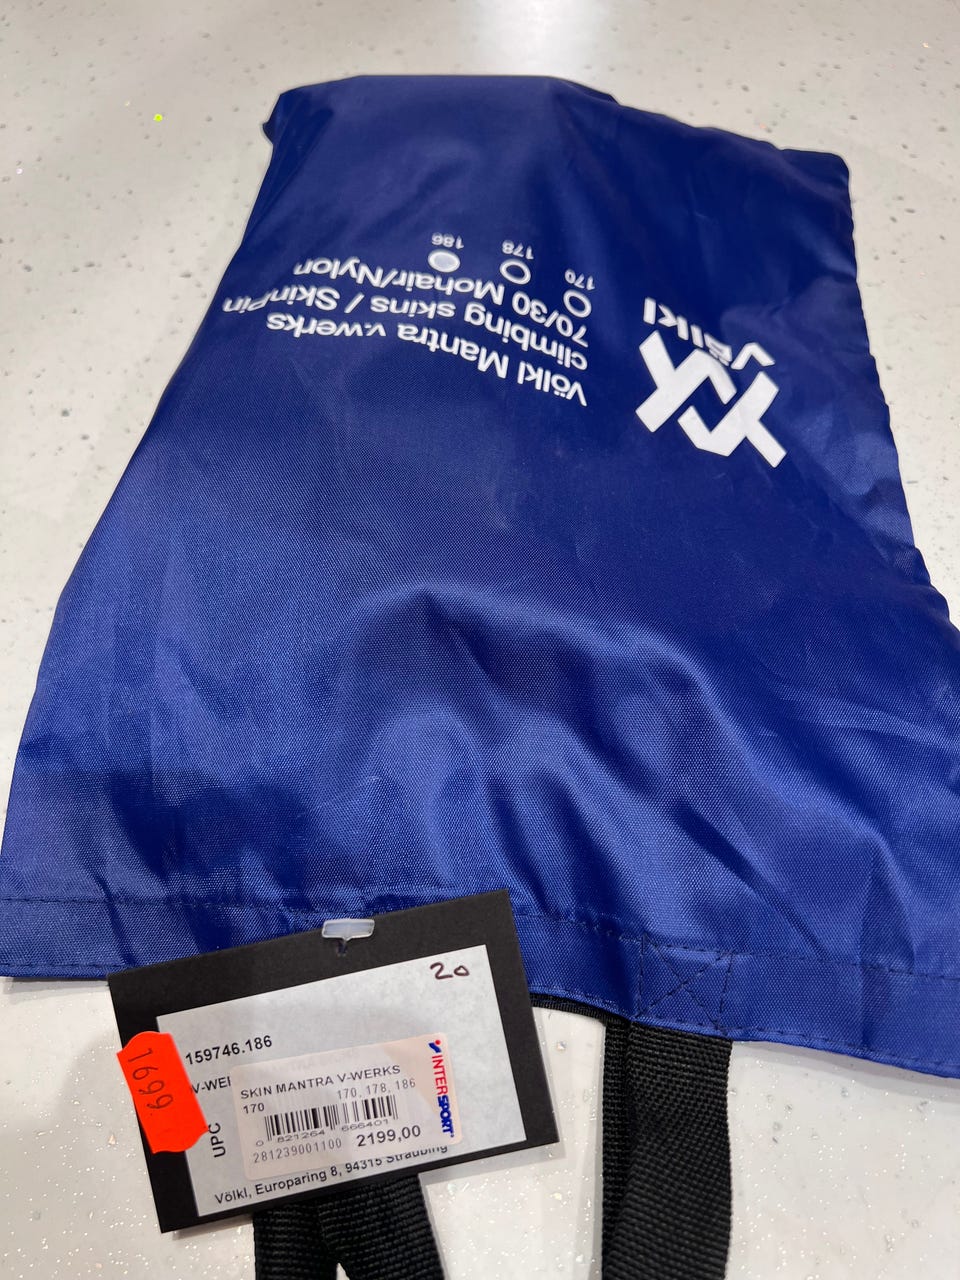 völkl
Völkl Mantra v.werks
climbing skins / SkinPin
70/30 Mohair/Nylon
170 178 186
20
159746.186
V-WE
SKIN MANTRA V-WERKS
170 170, 178, 186
0 821264 666401
281239001100 2199,00
INTERSPORT
UPC
Völkl, Europaring 8, 94315 Straubing
1699